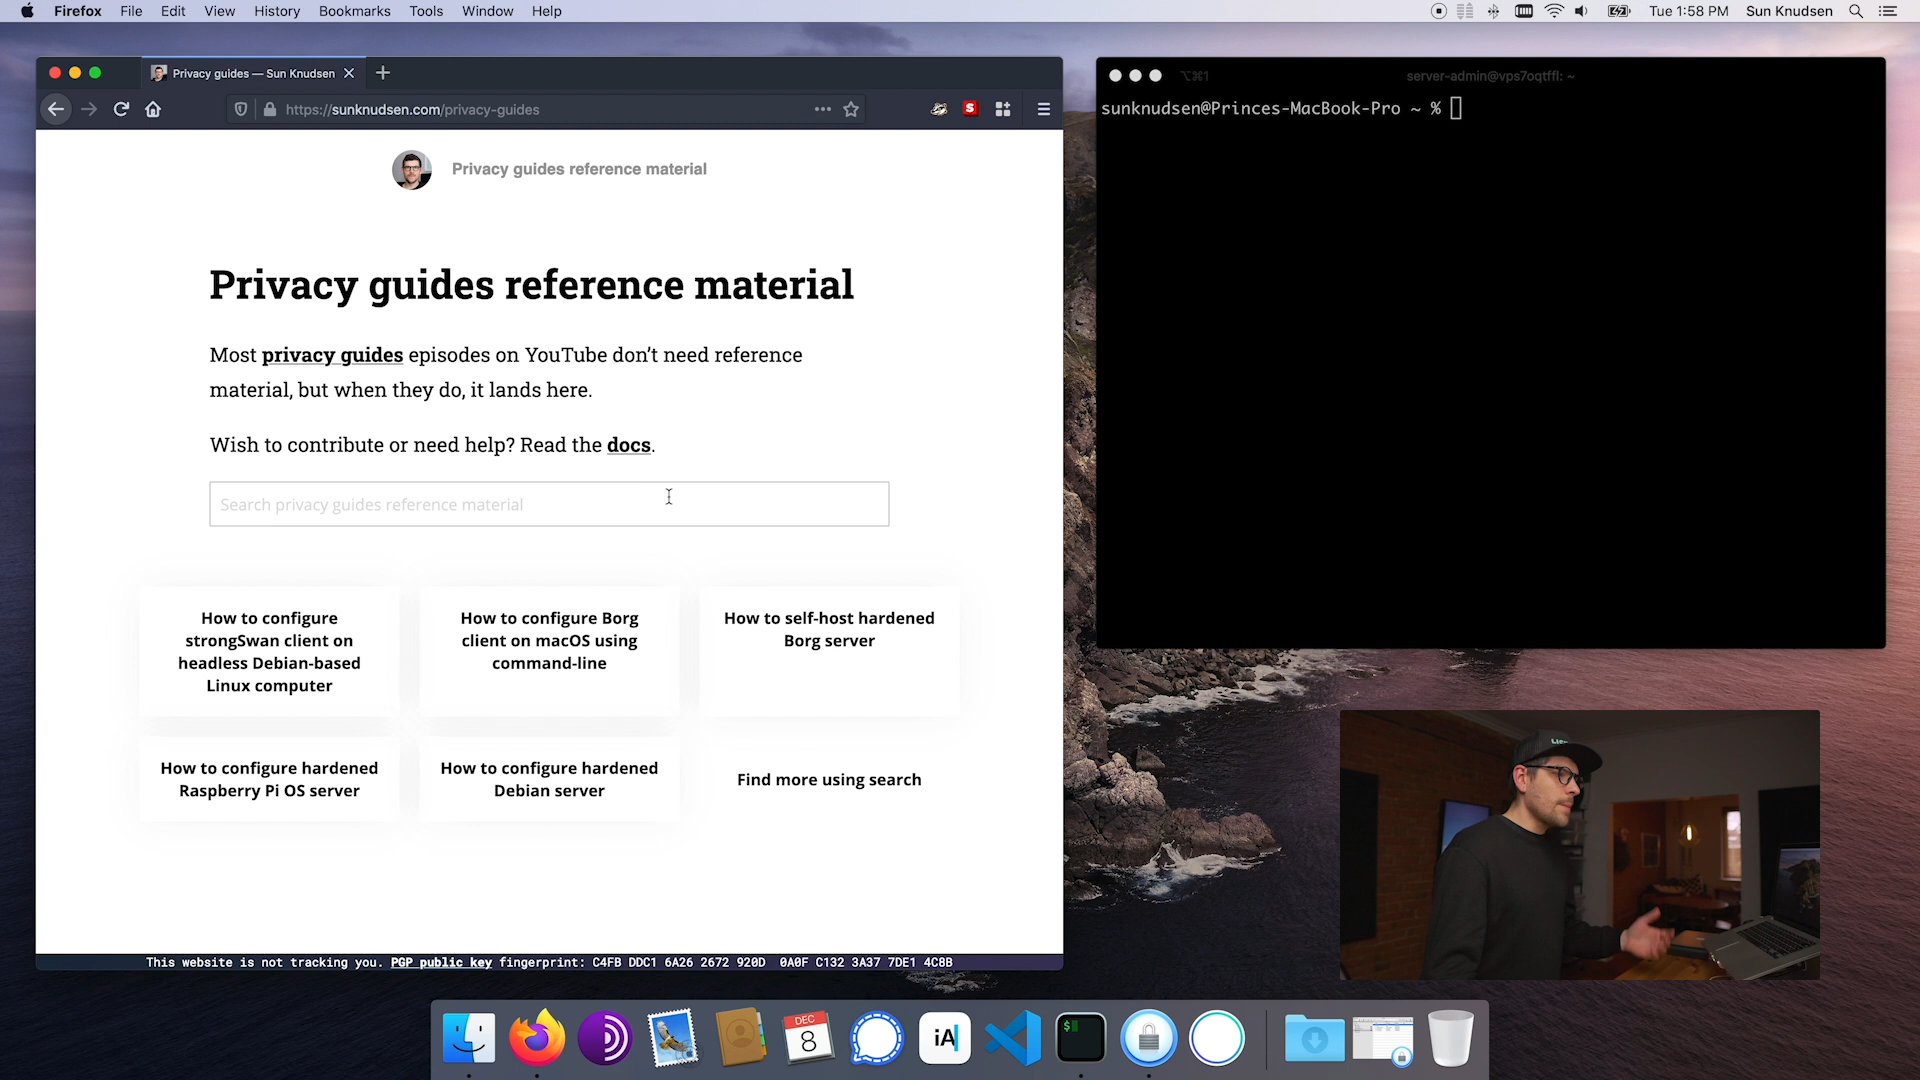 Firefox File Edit View History Bookmarks Tools Window Help
Tue 1:58 PM Sun Knudsen
Privacy guides — Sun Knudsen
https://sunknudsen.com/privacy-guides
Privacy guides reference material
Privacy guides reference material
Most privacy guides episodes on YouTube don’t need reference
material, but when they do, it lands here.
Wish to contribute or need help? Read the docs.
Search privacy guides reference material
How to configure
strongSwan client on
headless Debian-based
Linux computer
How to configure Borg
client on macOS using
command-line
How to self-host hardened
Borg server
How to configure hardened
Raspberry Pi OS server
How to configure hardened
Debian server
Find more using search
This website is not tracking you. PGP public key fingerprint: C4FB DDC1 6A26 2672 920D 0A0F C132 3A37 7DE1 4C8B
⌥⌘1
server-admin@vps7oqtffl: ~
sunknudsen@Princes-MacBook-Pro ~ %
DEC
8
iA
$
S